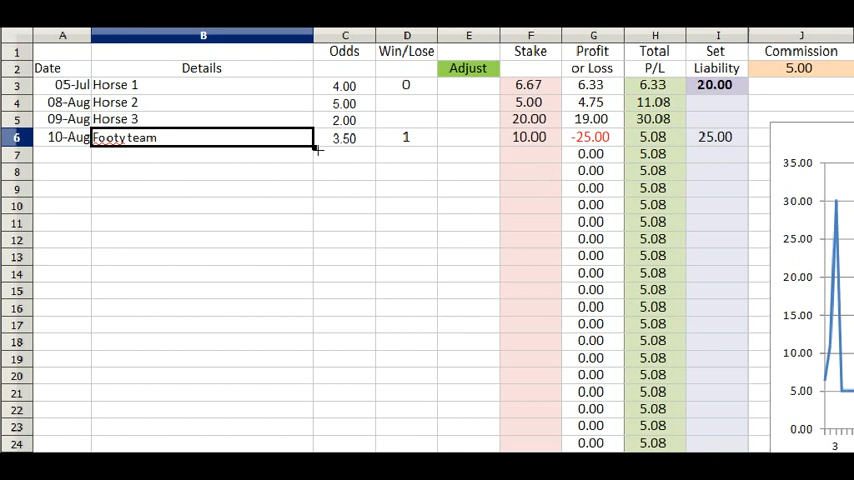 A B C D E F G H I J
1 Odds Win/Lose Stake Profit Total Set Commission
2 Date Details Adjust or Loss P/L Liability 5.00
3 05-Jul Horse 1 4.00 0 6.67 6.33 6.33 20.00
4 08-Aug Horse 2 5.00 5.00 4.75 11.08
5 09-Aug Horse 3 2.00 20.00 19.00 30.08
6 10-Aug Footy team 3.50 1 10.00 -25.00 5.08 25.00
7 0.00 5.08
8 0.00 5.08
9 0.00 5.08
10 0.00 5.08
11 0.00 5.08
12 0.00 5.08
13 0.00 5.08
14 0.00 5.08
15 0.00 5.08
16 0.00 5.08
17 0.00 5.08
18 0.00 5.08
19 0.00 5.08
20 0.00 5.08
21 0.00 5.08
22 0.00 5.08
23 0.00 5.08
24 0.00 5.08
35.00
30.00
25.00
20.00
15.00
10.00
5.00
0.00
3